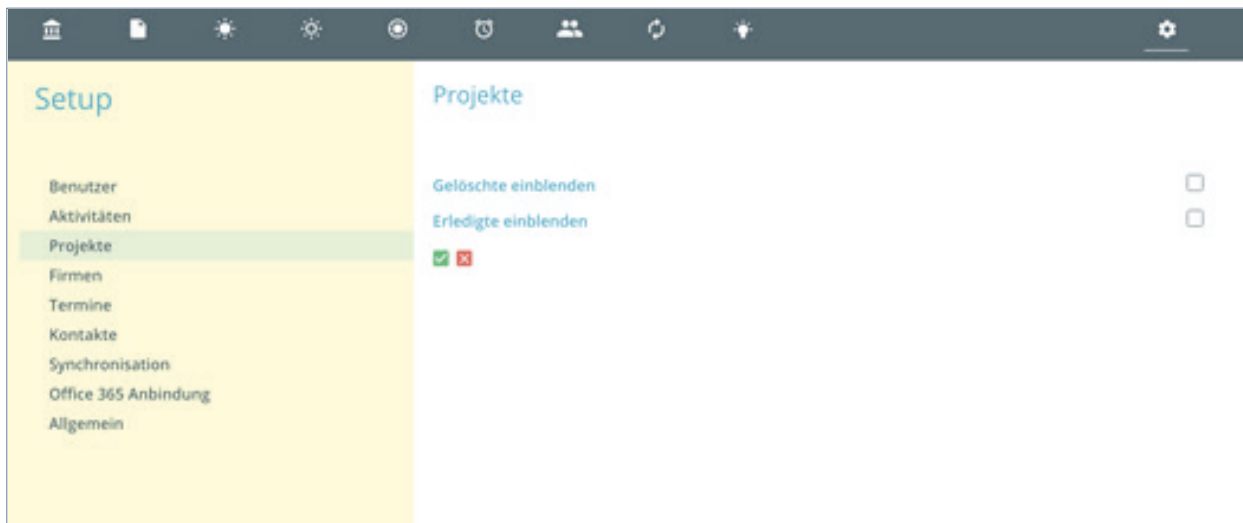 Setup
Benutzer
Aktivitäten
Projekte
Firmen
Termine
Kontakte
Synchronisation
Office 365 Anbindung
Allgemein
Projekte
Gelöschte einblenden
Erledigte einblenden